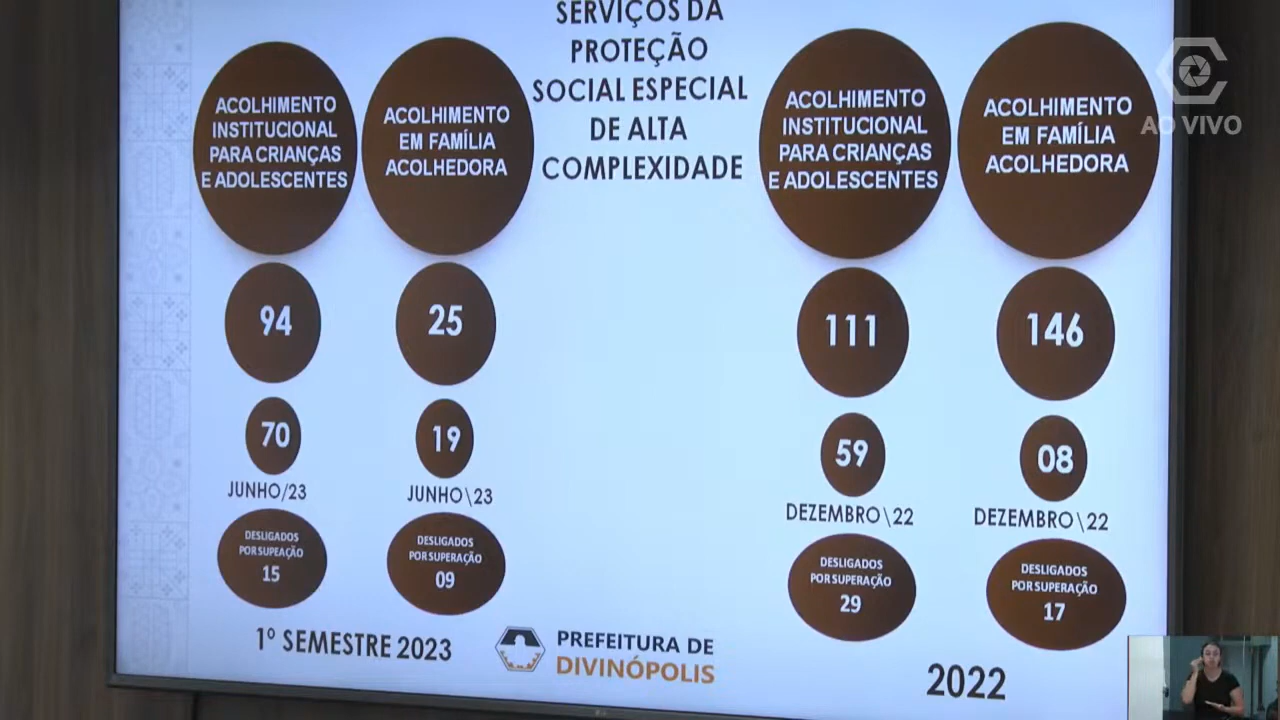 SERVIÇOS DA
PROTEÇÃO
SOCIAL ESPECIAL
DE ALTA
COMPLEXIDADE
ACOLHIMENTO
INSTITUCIONAL
PARA CRIANÇAS
E ADOLESCENTES
94
70
JUNHO/23
DESLIGADOS
POR SUPEAÇÃO
15
ACOLHIMENTO
EM FAMÍLIA
ACOLHEDORA
25
19
JUNHO\23
DESLIGADOS
POR SUPERAÇÃO
09
1º SEMESTRE 2023
PREFEITURA DE
DIVINÓPOLIS
ACOLHIMENTO
INSTITUCIONAL
PARA CRIANÇAS
E ADOLESCENTES
111
59
DEZEMBRO\22
DESLIGADOS
POR SUPERAÇÃO
29
ACOLHIMENTO
EM FAMÍLIA
ACOLHEDORA
146
08
DEZEMBRO\22
DESLIGADOS
POR SUPERAÇÃO
17
2022
AO VIVO
LG